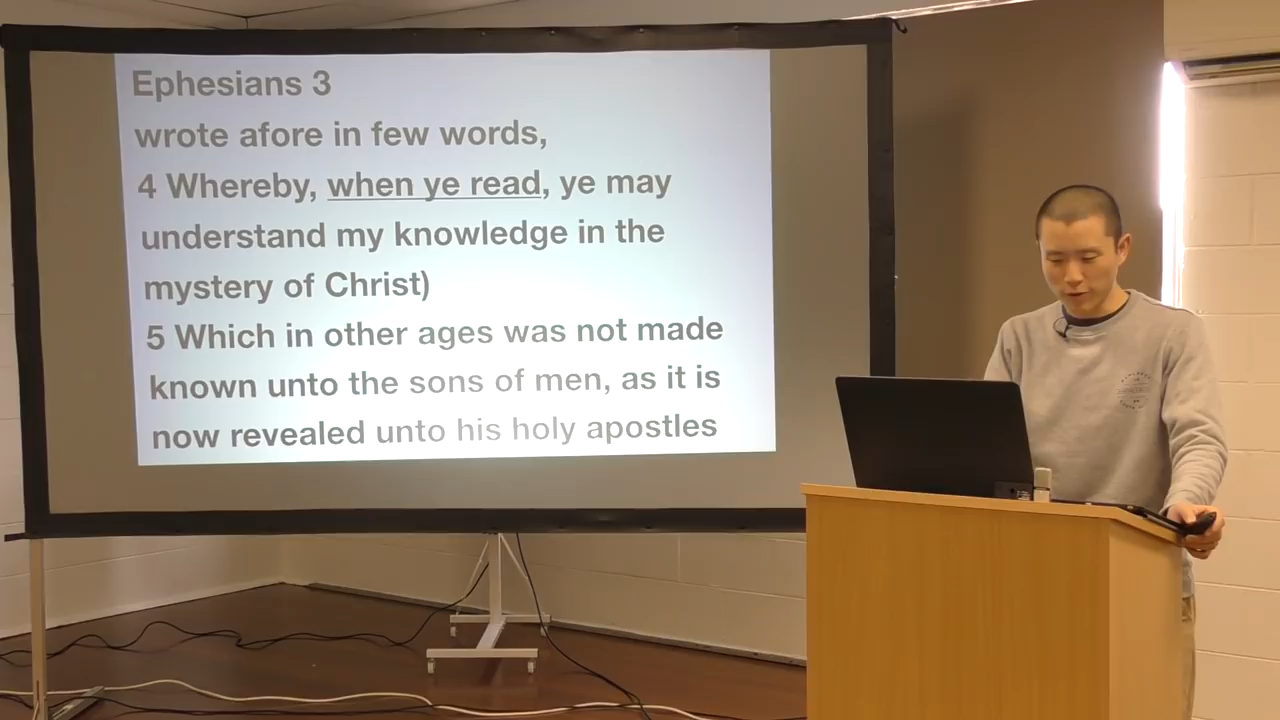 Ephesians 3
wrote afore in few words,
4 Whereby, when ye read, ye may
understand my knowledge in the
mystery of Christ)
5 Which in other ages was not made
known unto the sons of men, as it is
now revealed unto his holy apostles